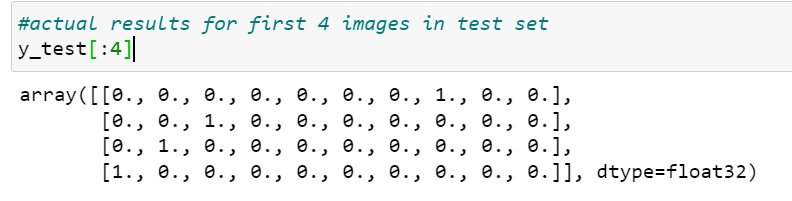 #actual results for first 4 images in test set
y_test[:4]
array([[0., 0., 0., 0., 0., 0., 0., 1., 0., 0.],
       [0., 0., 1., 0., 0., 0., 0., 0., 0., 0.],
       [0., 1., 0., 0., 0., 0., 0., 0., 0., 0.],
       [1., 0., 0., 0., 0., 0., 0., 0., 0., 0.]], dtype=float32)